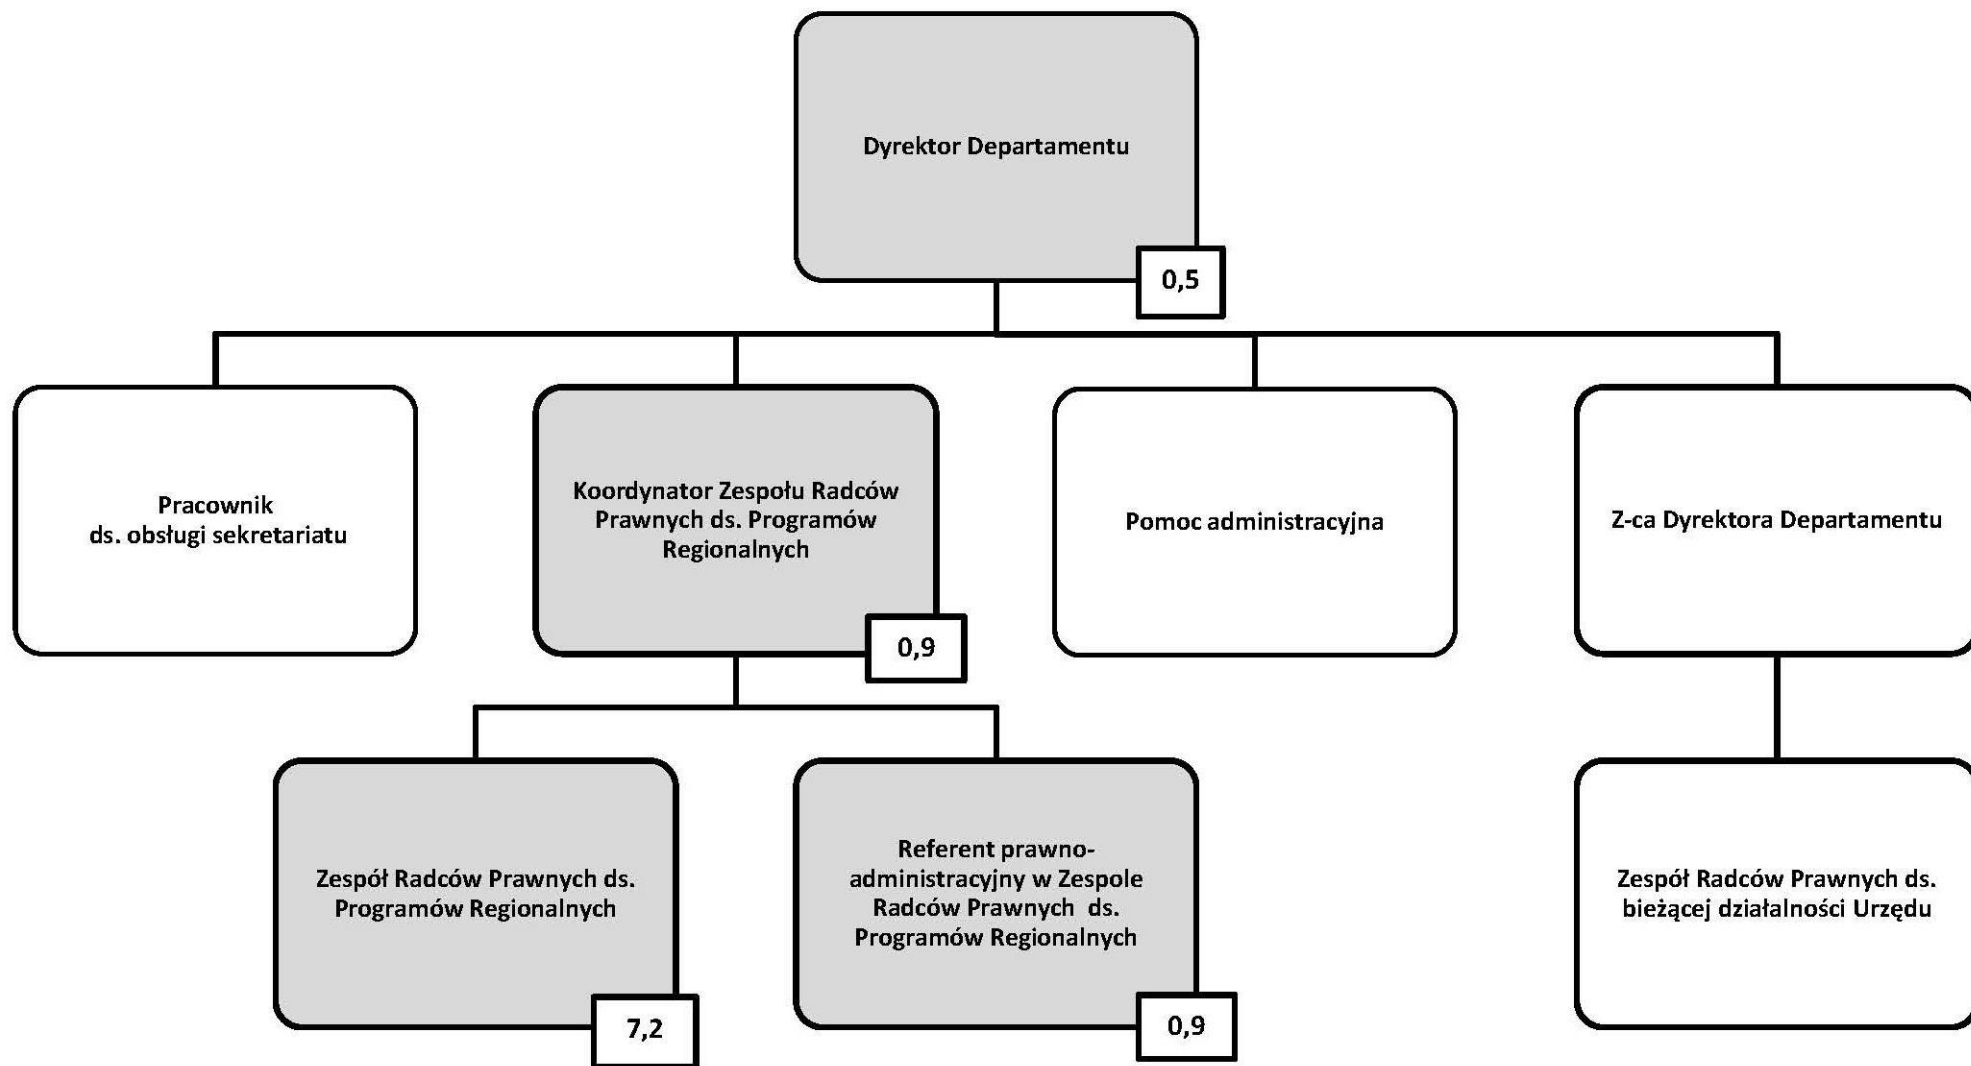 Dyrektor Departamentu
0,5
Pracownik
ds. obsługi sekretariatu
Koordynator Zespołu Radców
Prawnych ds. Programów
Regionalnych
0,9
Pomoc administracyjna
Z-ca Dyrektora Departamentu
Zespół Radców Prawnych ds.
Programów Regionalnych
7,2
Referent prawno-
administracyjny w Zespole
Radców Prawnych  ds.
Programów Regionalnych
0,9
Zespół Radców Prawnych ds.
bieżącej działalności Urzędu